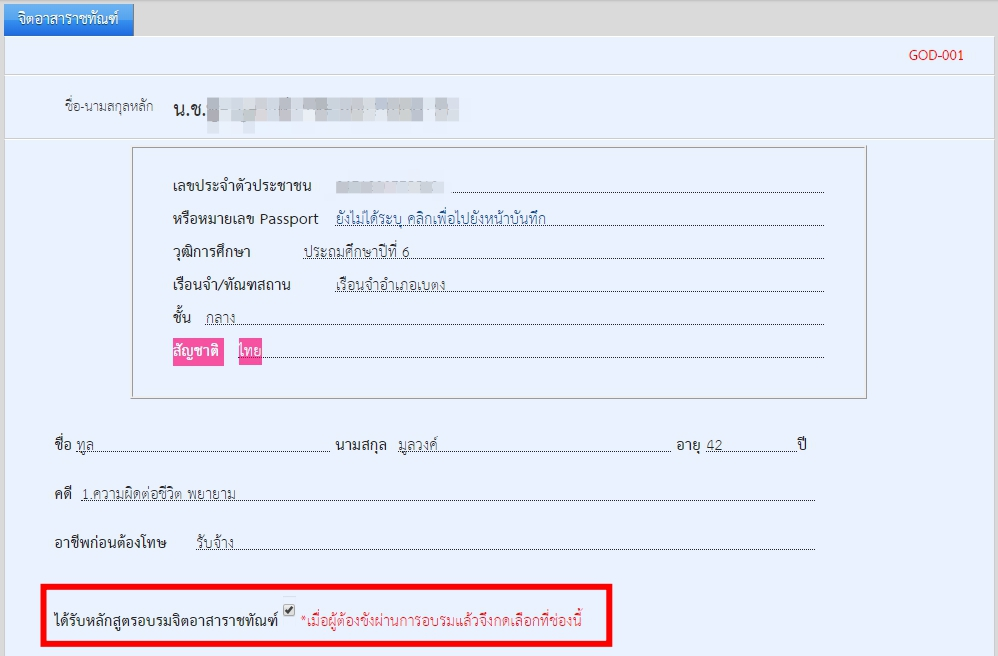 จิตอาสาราชทัณฑ์
GOD-001
ชื่อ-นามสกุลหลัก น.ช.
เลขประจำตัวประชาชน
หรือหมายเลข Passport ยังไม่ได้ระบุ คลิกเพื่อไปยังหน้าบันทึก
วุฒิการศึกษา ประถมศึกษาปีที่ 6
เรือนจำ/ทัณฑสถาน เรือนจำอำเภอเบตง
ชั้น กลาง
สัญชาติ ไทย
ชื่อ ทูล นามสกุล มูลวงค์ อายุ 42 ปี
คดี 1.ความผิดต่อชีวิต พยายาม
อาชีพก่อนต้องโทษ รับจ้าง
ได้รับหลักสูตรอบรมจิตอาสาราชทัณฑ์ *เมื่อผู้ต้องขังผ่านการอบรมแล้วจึงกดเลือกที่ช่องนี้